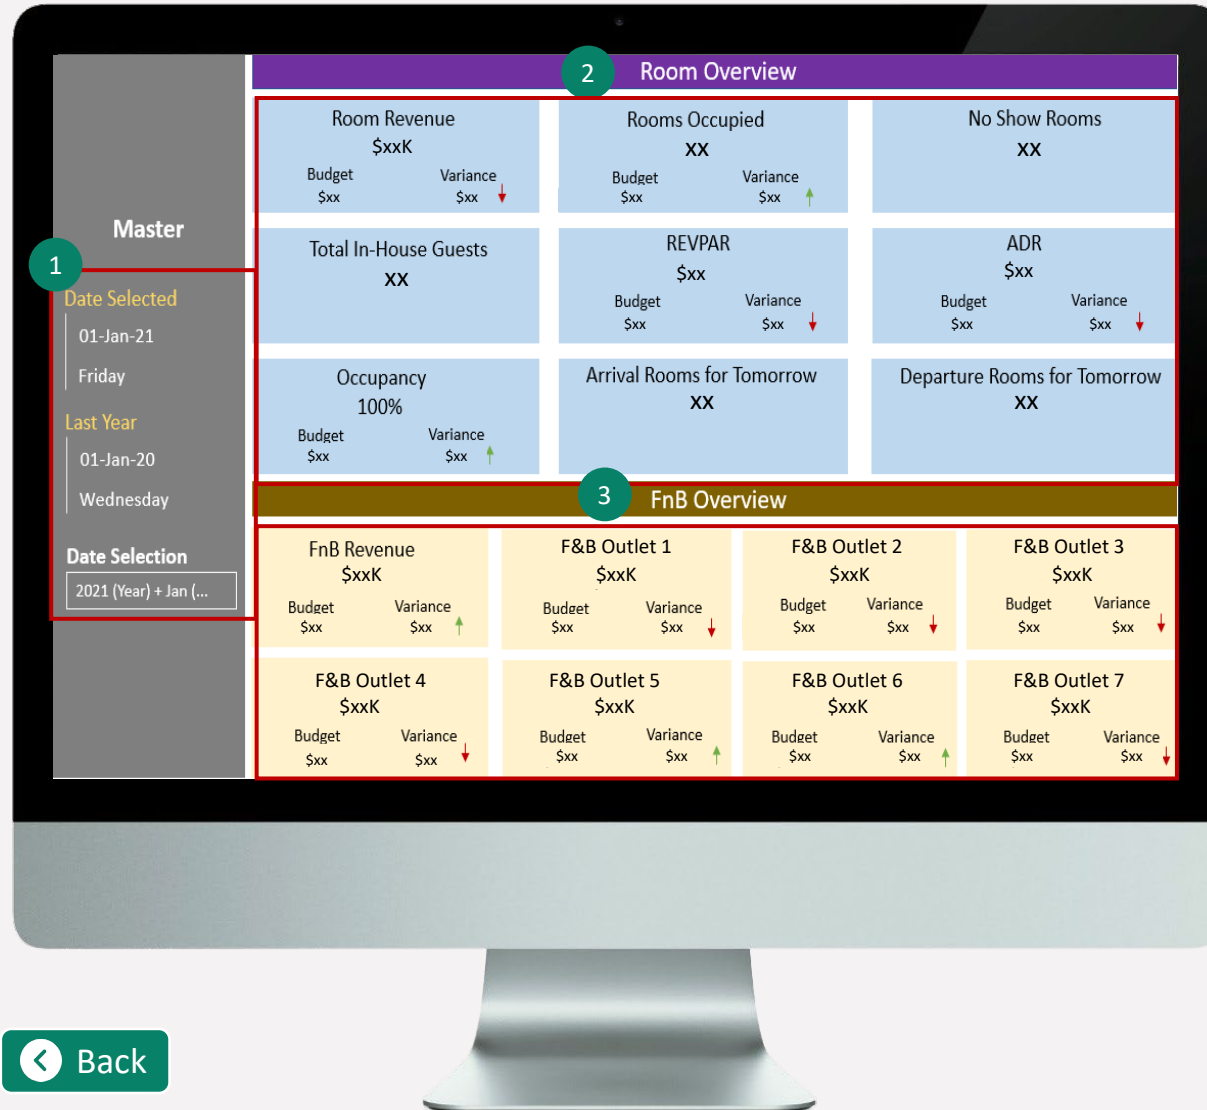 2 Room Overview
Room Revenue
$xxK
Budget Variance
$xx $xx
Rooms Occupied
XX
Budget Variance
$xx $xx
No Show Rooms
XX
Master
1
Date Selected
01-Jan-21
Friday
Last Year
01-Jan-20
Wednesday
Date Selection
2021 (Year) + Jan (...
Total In-House Guests
XX
REVPAR
$xx
Budget Variance
$xx $xx
ADR
$xx
Budget Variance
$xx $xx
Occupancy
100%
Budget Variance
$xx $xx
Arrival Rooms for Tomorrow
XX
Departure Rooms for Tomorrow
XX
3 FnB Overview
FnB Revenue
$xxK
Budget Variance
$xx $xx
F&B Outlet 1
$xxK
Budget Variance
$xx $xx
F&B Outlet 2
$xxK
Budget Variance
$xx $xx
F&B Outlet 3
$xxK
Budget Variance
$xx $xx
F&B Outlet 4
$xxK
Budget Variance
$xx $xx
F&B Outlet 5
$xxK
Budget Variance
$xx $xx
F&B Outlet 6
$xxK
Budget Variance
$xx $xx
F&B Outlet 7
$xxK
Budget Variance
$xx $xx
Back